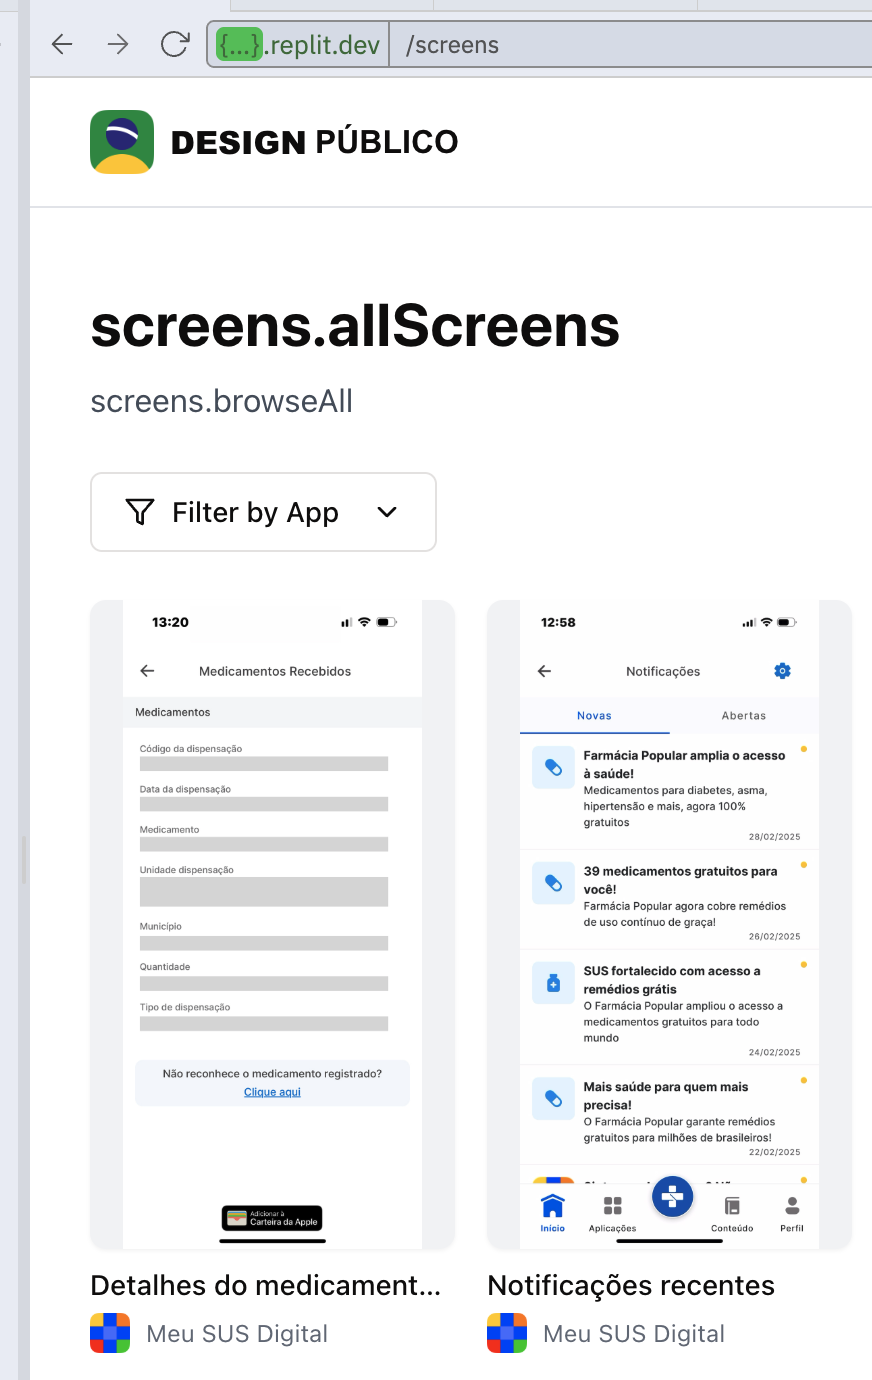 {...}.replit.dev /screens
DESIGN PÚBLICO
screens.allScreens
screens.browseAll
Filter by App
13:20
Medicamentos Recebidos
Medicamentos
Código da dispensação
Data da dispensação
Medicamento
Unidade dispensação
Município
Quantidade
Tipo de dispensação
Não reconhece o medicamento registrado?
Clique aqui
Adicionar à
Carteira da Apple
Detalhes do medicament...
Meu SUS Digital
12:58
Notificações
Novas Abertas
Farmácia Popular amplia o acesso
à saúde!
Medicamentos para diabetes, asma,
hipertensão e mais, agora 100%
gratuitos
28/02/2025
39 medicamentos gratuitos para
você!
Farmácia Popular agora cobre remédios
de uso contínuo de graça!
26/02/2025
SUS fortalecido com acesso a
remédios grátis
O Farmácia Popular ampliou o acesso a
medicamentos gratuitos para todo
mundo
24/02/2025
Mais saúde para quem mais
precisa!
O Farmácia Popular garante remédios
gratuitos para milhões de brasileiros!
22/02/2025
Início Aplicações Conteúdo Perfil
Notificações recentes
Meu SUS Digital